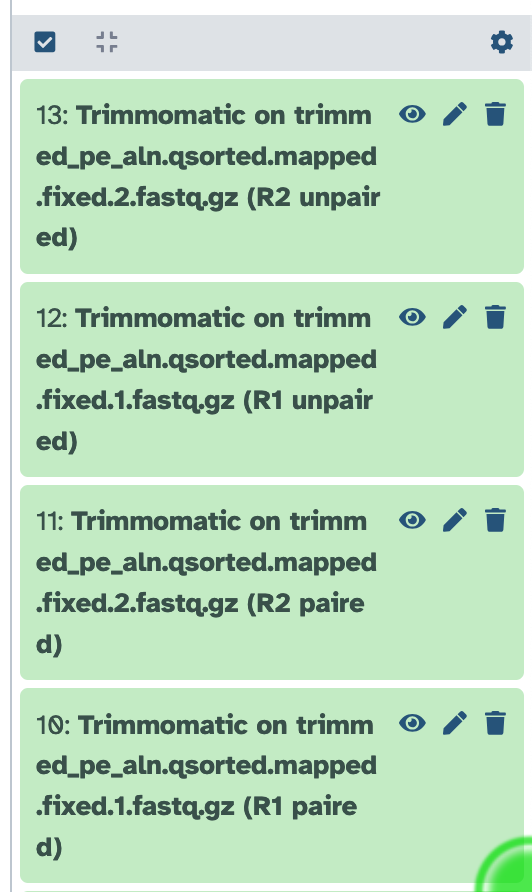 13: Trimmomatic on trimm
ed_pe_aln.qsorted.mapped
.fixed.2.fastq.gz (R2 unpair
ed)
12: Trimmomatic on trimm
ed_pe_aln.qsorted.mapped
.fixed.1.fastq.gz (R1 unpair
ed)
11: Trimmomatic on trimm
ed_pe_aln.qsorted.mapped
.fixed.2.fastq.gz (R2 paire
d)
10: Trimmomatic on trimm
ed_pe_aln.qsorted.mapped
.fixed.1.fastq.gz (R1 paire
d)